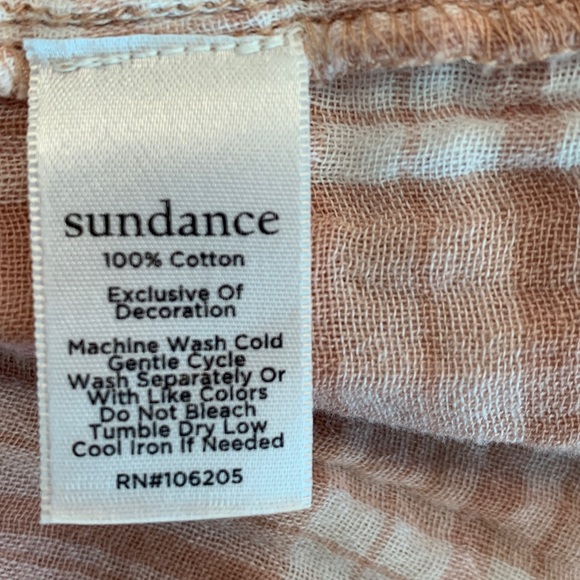 sundance
100% Cotton
Exclusive Of
Decoration
Machine Wash Cold
Gentle Cycle
Wash Separately Or
With Like Colors
Do Not Bleach
Tumble Dry Low
Cool Iron If Needed
RN#106205